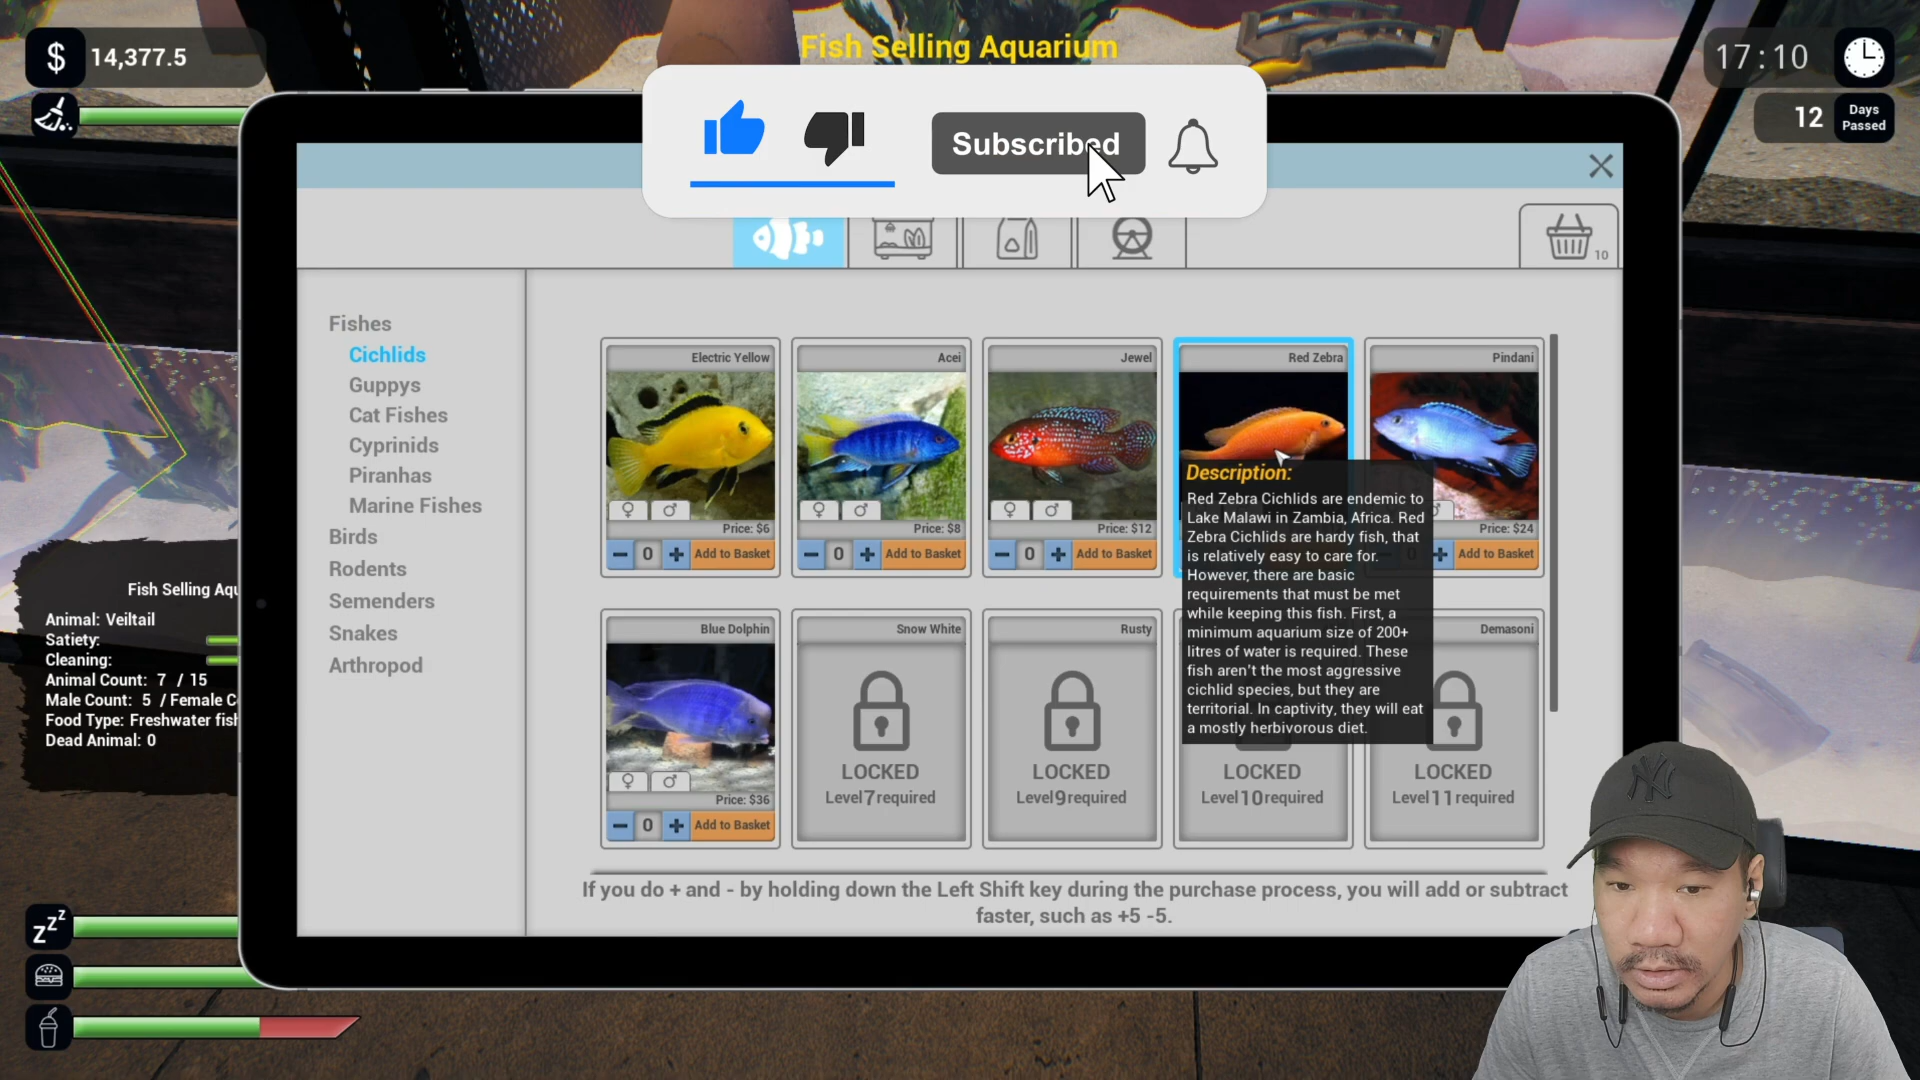 $ 14,377.5
Fish Selling Aquarium
17:10
12 Days Passed
Subscribed
10
Fishes
Cichlids
Guppys
Cat Fishes
Cyprinids
Piranhas
Marine Fishes
Birds
Rodents
Semenders
Snakes
Arthropod
Electric Yellow
Price: $6
0 Add to Basket
Acei
Price: $8
0 Add to Basket
Jewel
Price: $12
0 Add to Basket
Red Zebra
Description:
Red Zebra Cichlids are endemic to
Lake Malawi in Zambia, Africa. Red
Zebra Cichlids are hardy fish, that
is relatively easy to care for.
However, there are basic
requirements that must be met
while keeping this fish. First, a
minimum aquarium size of 200+
litres of water is required. These
fish aren't the most aggressive
cichlid species, but they are
territorial. In captivity, they will eat
a mostly herbivorous diet.
Pindani
Price: $24
Add to Basket
Blue Dolphin
Price: $36
0 Add to Basket
Snow White
LOCKED
Level 7 required
Rusty
LOCKED
Level 9 required
LOCKED
Level 10 required
Demasoni
LOCKED
Level 11 required
If you do + and - by holding down the Left Shift key during the purchase process, you will add or subtract
faster, such as +5 -5.
Fish Selling Aqu
Animal: Veiltail
Satiety:
Cleaning:
Animal Count: 7 / 15
Male Count: 5 / Female C
Food Type: Freshwater fish
Dead Animal: 0
zzz
NY